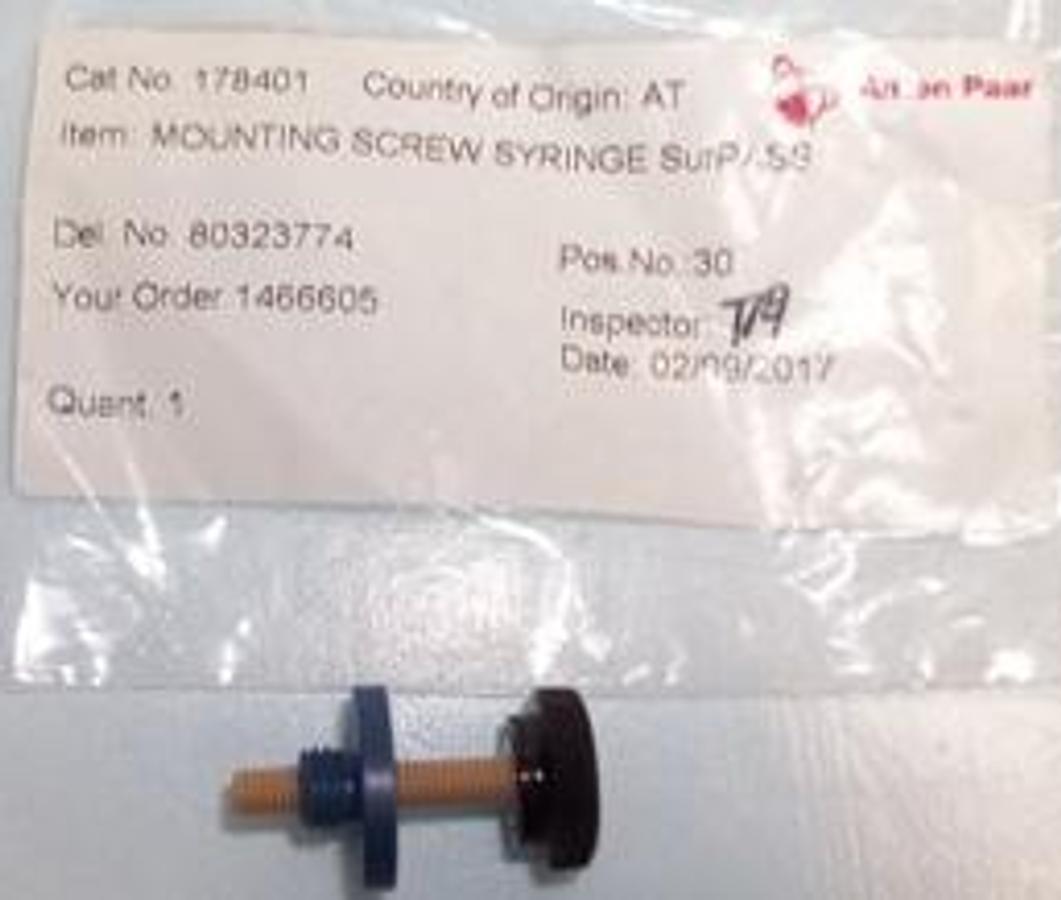 Cat No. 178401 Country of Origin: AT
Anton Paar
Item: MOUNTING SCREW SYRINGE SurPASS
Del. No. 80323774
Pos.No. 30
Your Order 1466605
Inspector:
Date: 02/09/2017
Quant. 1